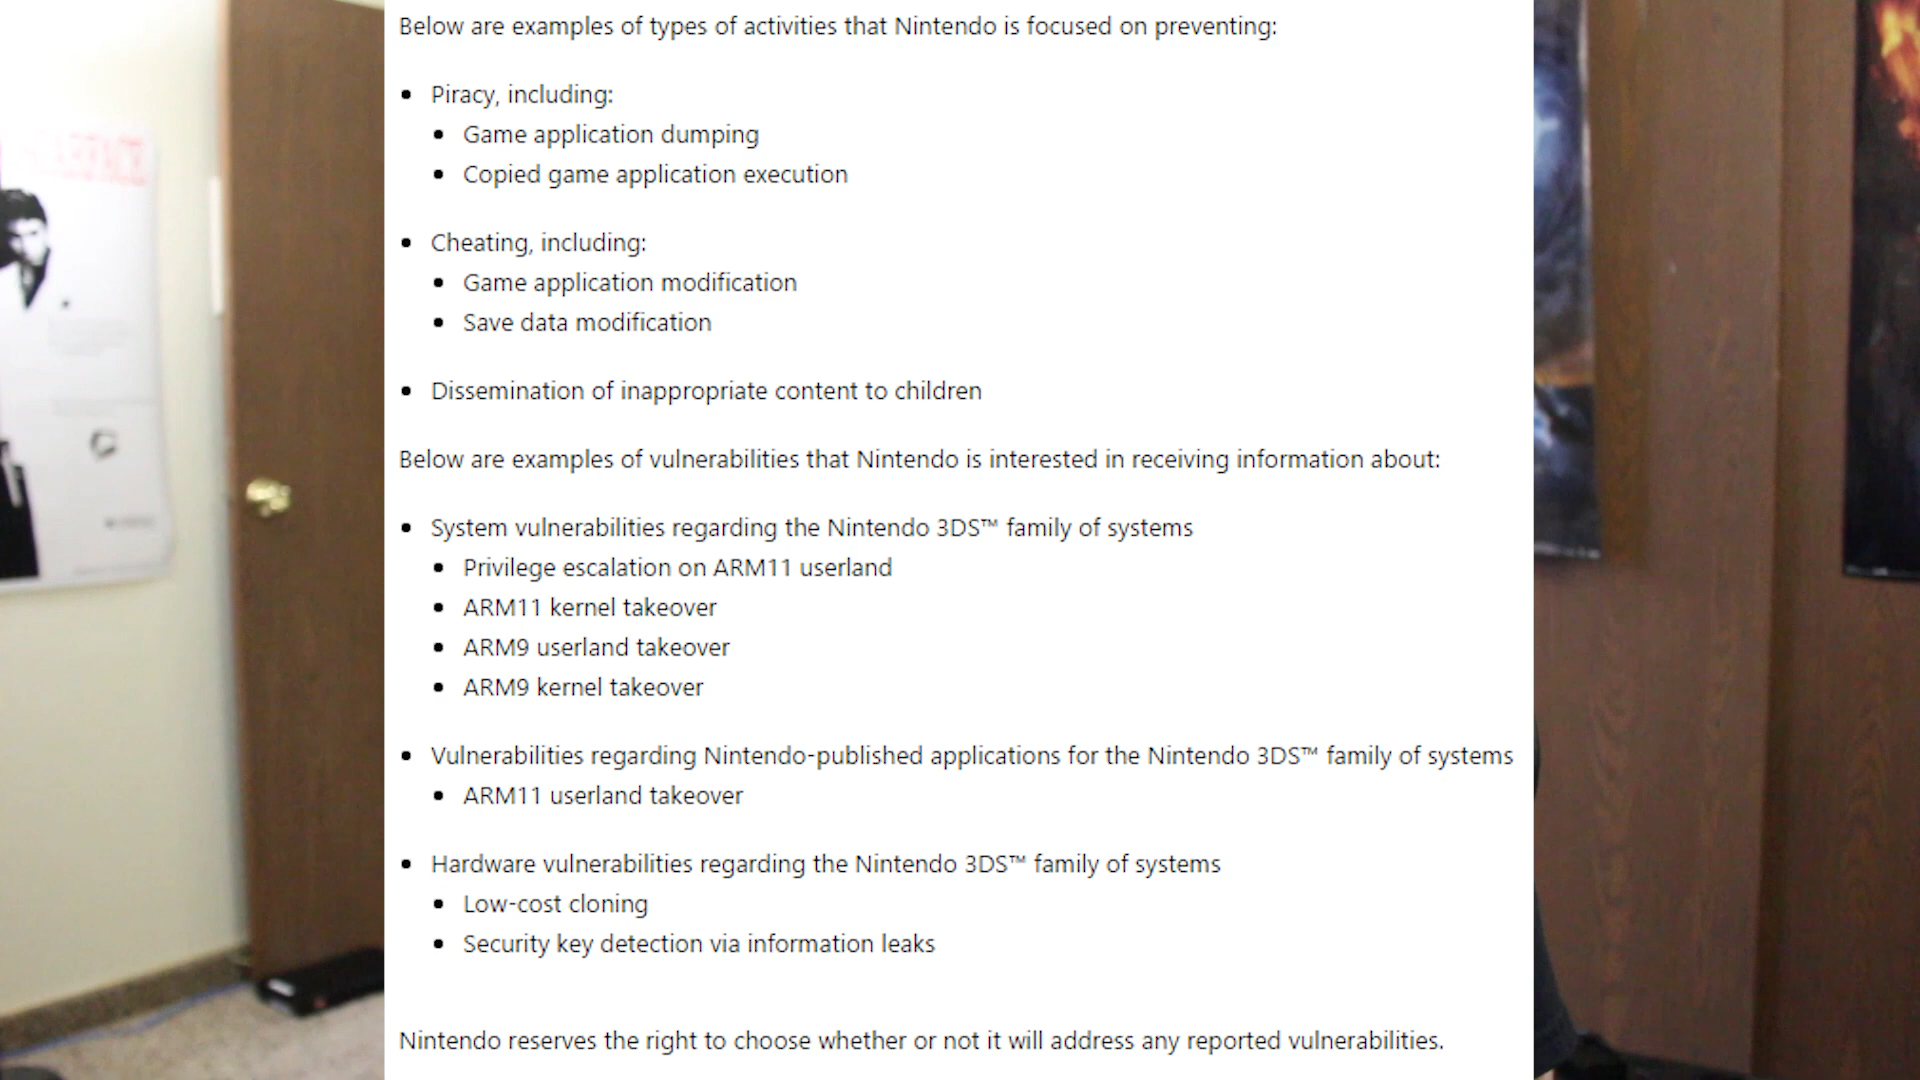 Below are examples of types of activities that Nintendo is focused on preventing:
• Piracy, including:
• Game application dumping
• Copied game application execution
• Cheating, including:
• Game application modification
• Save data modification
• Dissemination of inappropriate content to children
Below are examples of vulnerabilities that Nintendo is interested in receiving information about:
• System vulnerabilities regarding the Nintendo 3DS™ family of systems
• Privilege escalation on ARM11 userland
• ARM11 kernel takeover
• ARM9 userland takeover
• ARM9 kernel takeover
• Vulnerabilities regarding Nintendo-published applications for the Nintendo 3DS™ family of systems
• ARM11 userland takeover
• Hardware vulnerabilities regarding the Nintendo 3DS™ family of systems
• Low-cost cloning
• Security key detection via information leaks
Nintendo reserves the right to choose whether or not it will address any reported vulnerabilities.